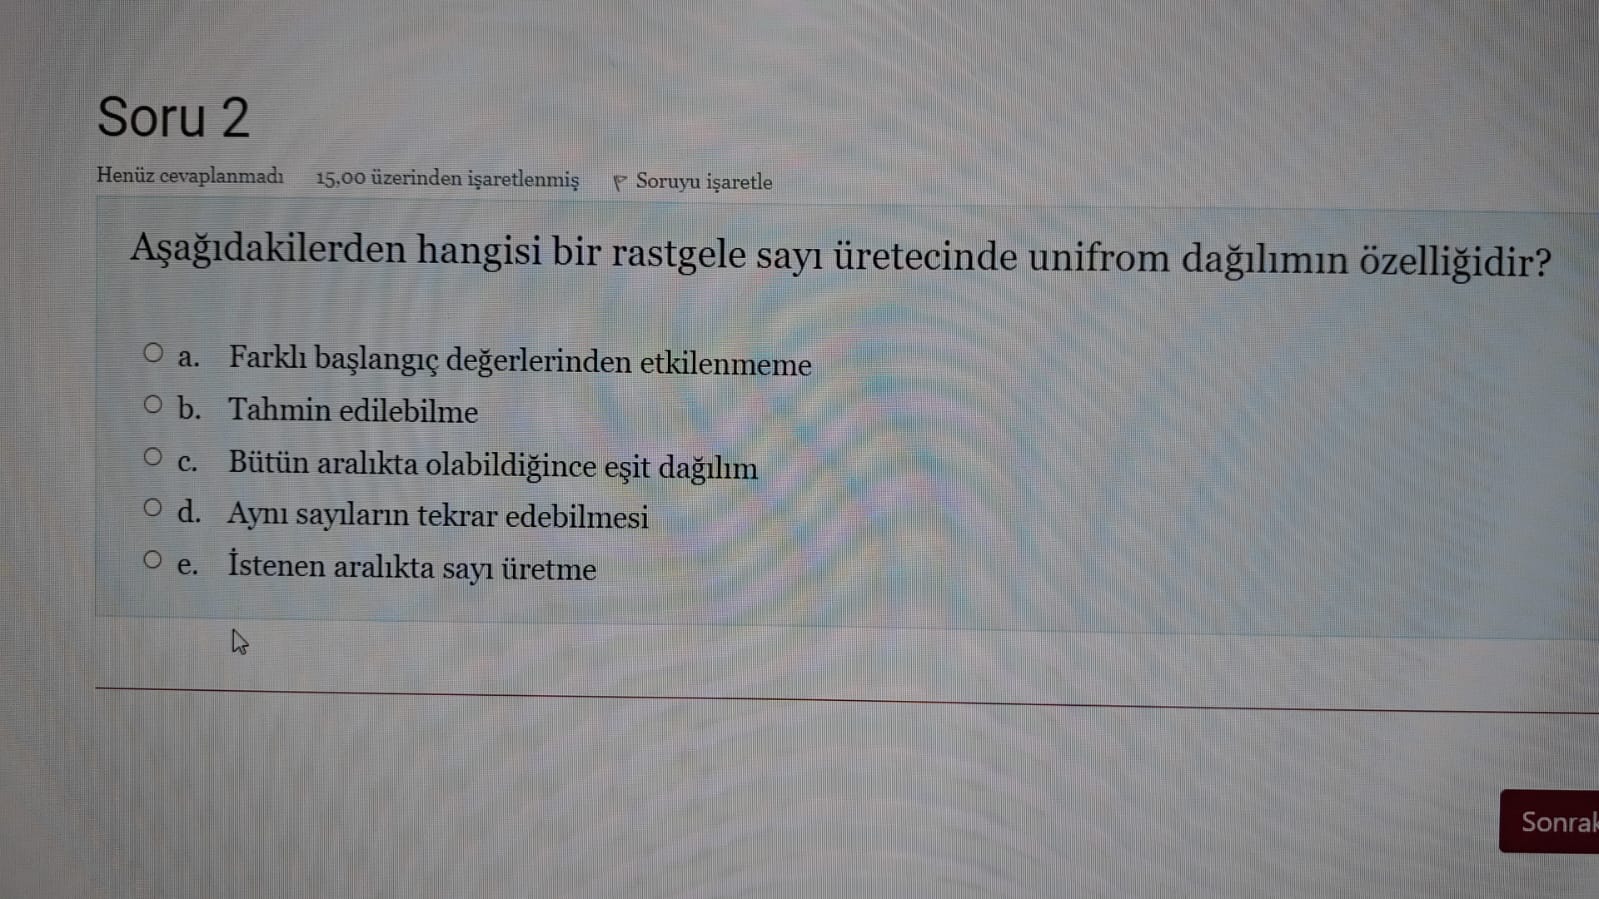 Soru 2
Henüz cevaplanmadı 15,00 üzerinden işaretlenmiş Soruyu işaretle
Aşağıdakilerden hangisi bir rastgele sayı üretecinde unifrom dağılımın özelliğidir?
a. Farklı başlangıç değerlerinden etkilenmeme
b. Tahmin edilebilme
c. Bütün aralıkta olabildiğince eşit dağılım
d. Aynı sayıların tekrar edebilmesi
e. İstenen aralıkta sayı üretme